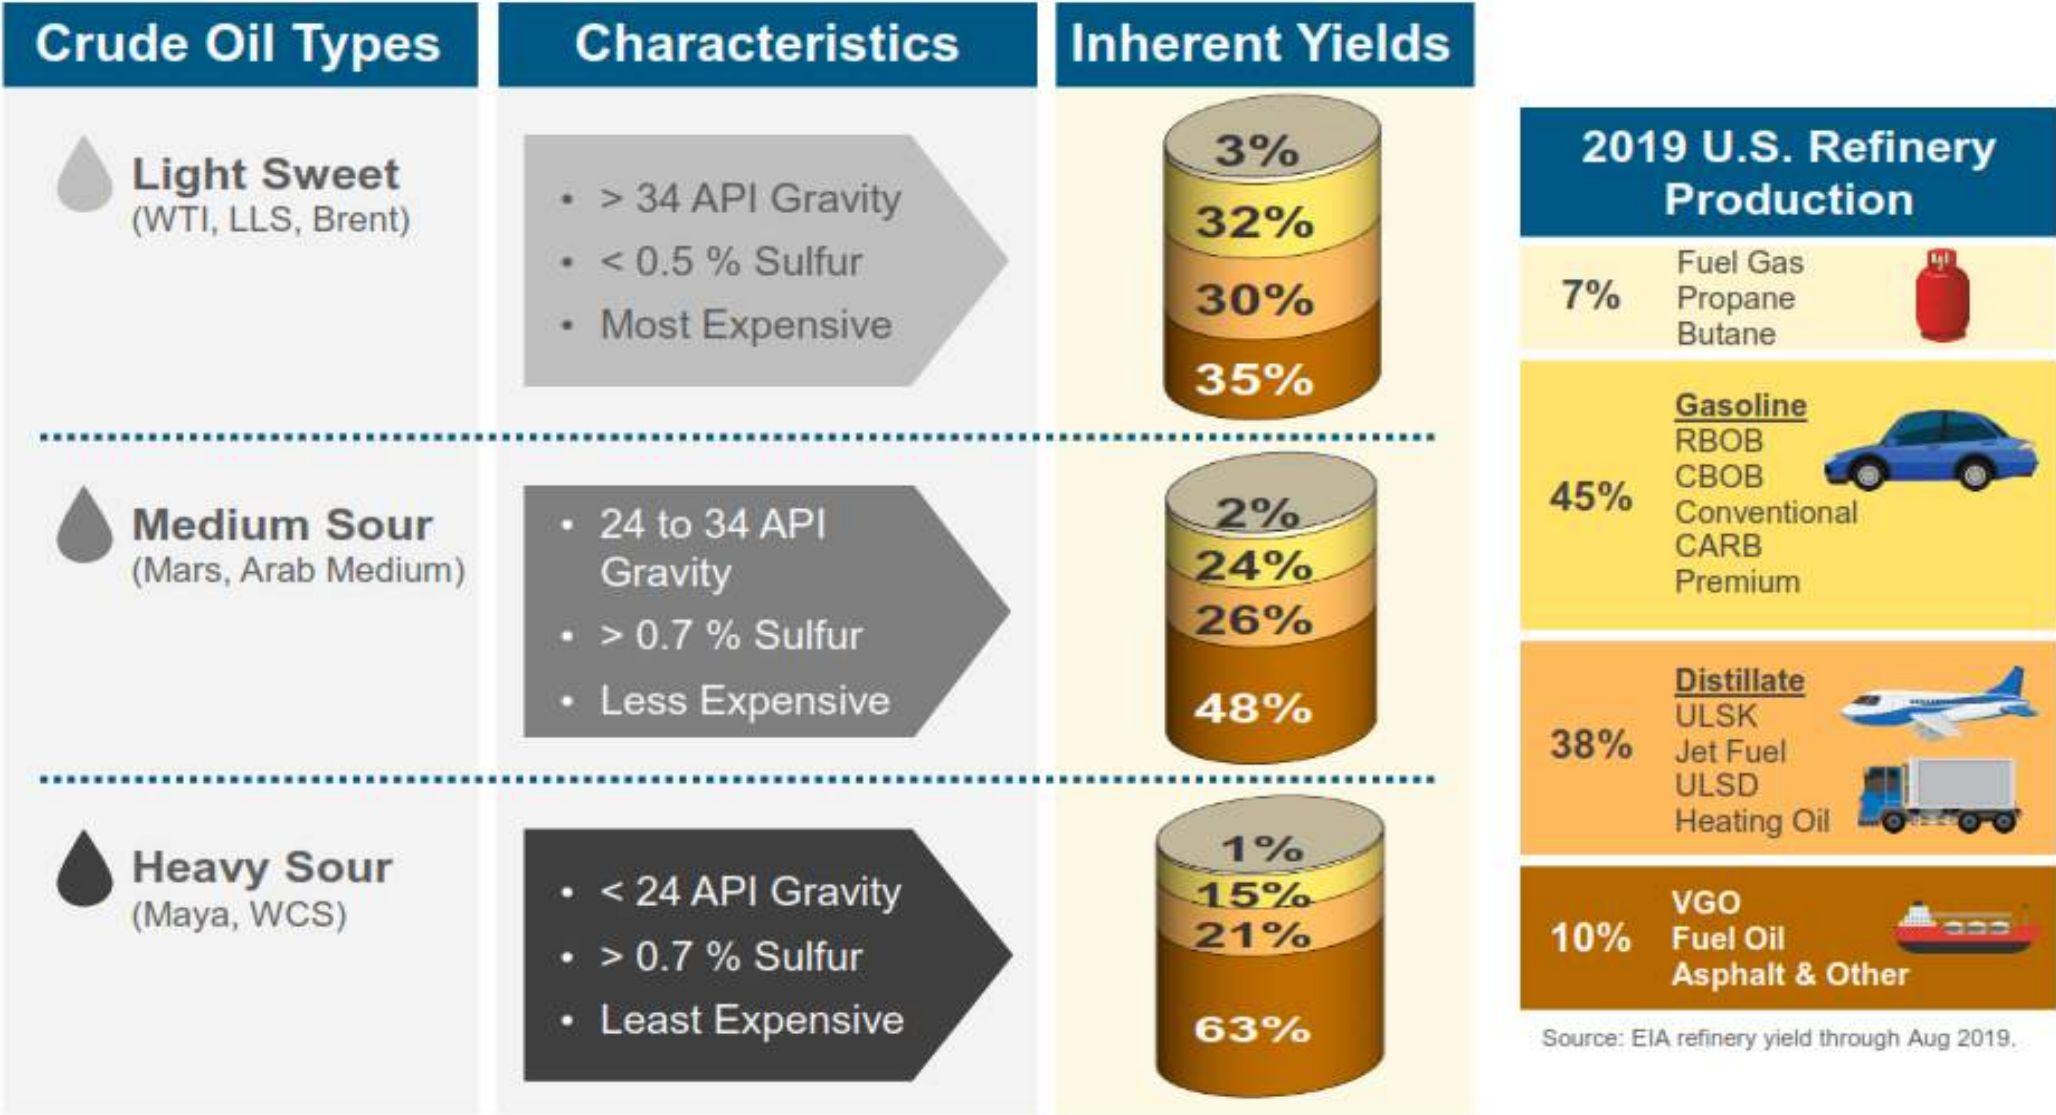 Crude Oil Types
Characteristics
Inherent Yields
Light Sweet
(WTI, LLS, Brent)
• > 34 API Gravity
• < 0.5 % Sulfur
• Most Expensive
3%
32%
30%
35%
Medium Sour
(Mars, Arab Medium)
• 24 to 34 API
Gravity
• > 0.7 % Sulfur
• Less Expensive
2%
24%
26%
48%
Heavy Sour
(Maya, WCS)
• < 24 API Gravity
• > 0.7 % Sulfur
• Least Expensive
1%
15%
21%
63%
2019 U.S. Refinery
Production
7%
Fuel Gas
Propane
Butane
45%
Gasoline
RBOB
CBOB
Conventional
CARB
Premium
38%
Distillate
ULSK
Jet Fuel
ULSD
Heating Oil
10%
VGO
Fuel Oil
Asphalt & Other
Source: EIA refinery yield through Aug 2019.